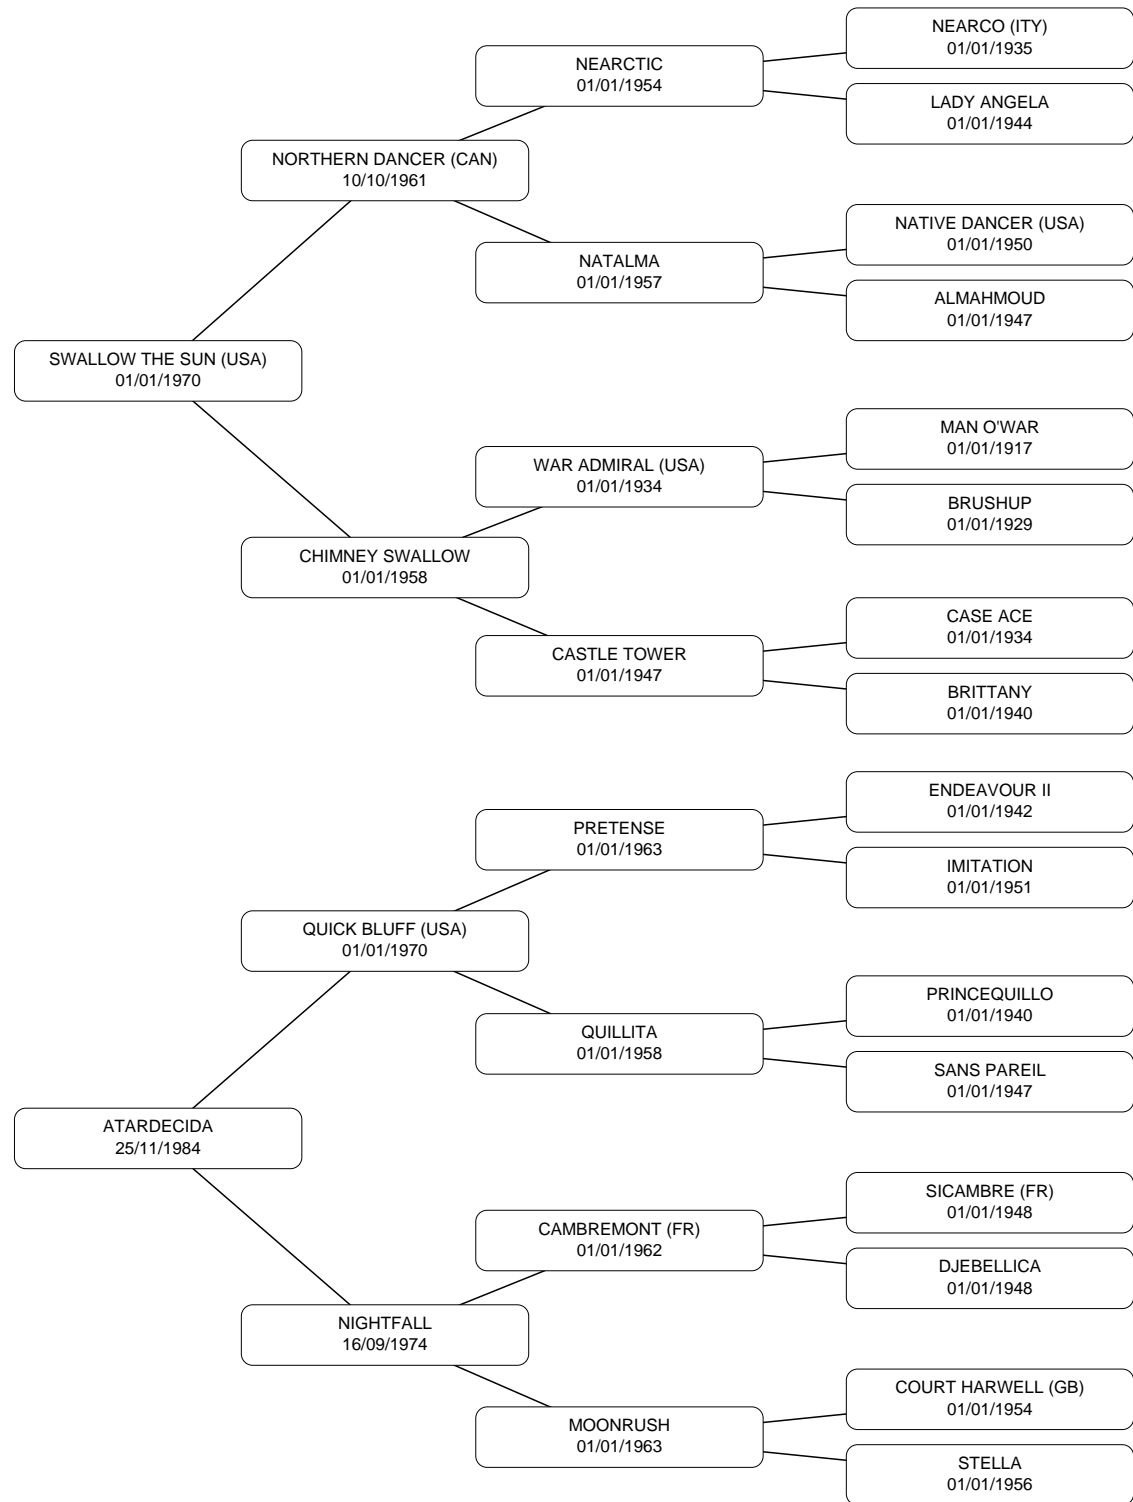 NEARCO (ITY)
01/01/1935
NEARCTIC
01/01/1954
LADY ANGELA
01/01/1944
NORTHERN DANCER (CAN)
10/10/1961
NATIVE DANCER (USA)
01/01/1950
NATALMA
01/01/1957
ALMAHMOUD
01/01/1947
SWALLOW THE SUN (USA)
01/01/1970
MAN O'WAR
01/01/1917
WAR ADMIRAL (USA)
01/01/1934
BRUSHUP
01/01/1929
CHIMNEY SWALLOW
01/01/1958
CASE ACE
01/01/1934
CASTLE TOWER
01/01/1947
BRITTANY
01/01/1940
ENDEAVOUR II
01/01/1942
PRETENSE
01/01/1963
IMITATION
01/01/1951
QUICK BLUFF (USA)
01/01/1970
PRINCEQUILLO
01/01/1940
QUILLITA
01/01/1958
SANS PAREIL
01/01/1947
ATARDECIDA
25/11/1984
SICAMBRE (FR)
01/01/1948
CAMBREMONT (FR)
01/01/1962
DJEBELLICA
01/01/1948
NIGHTFALL
16/09/1974
COURT HARWELL (GB)
01/01/1954
MOONRUSH
01/01/1963
STELLA
01/01/1956